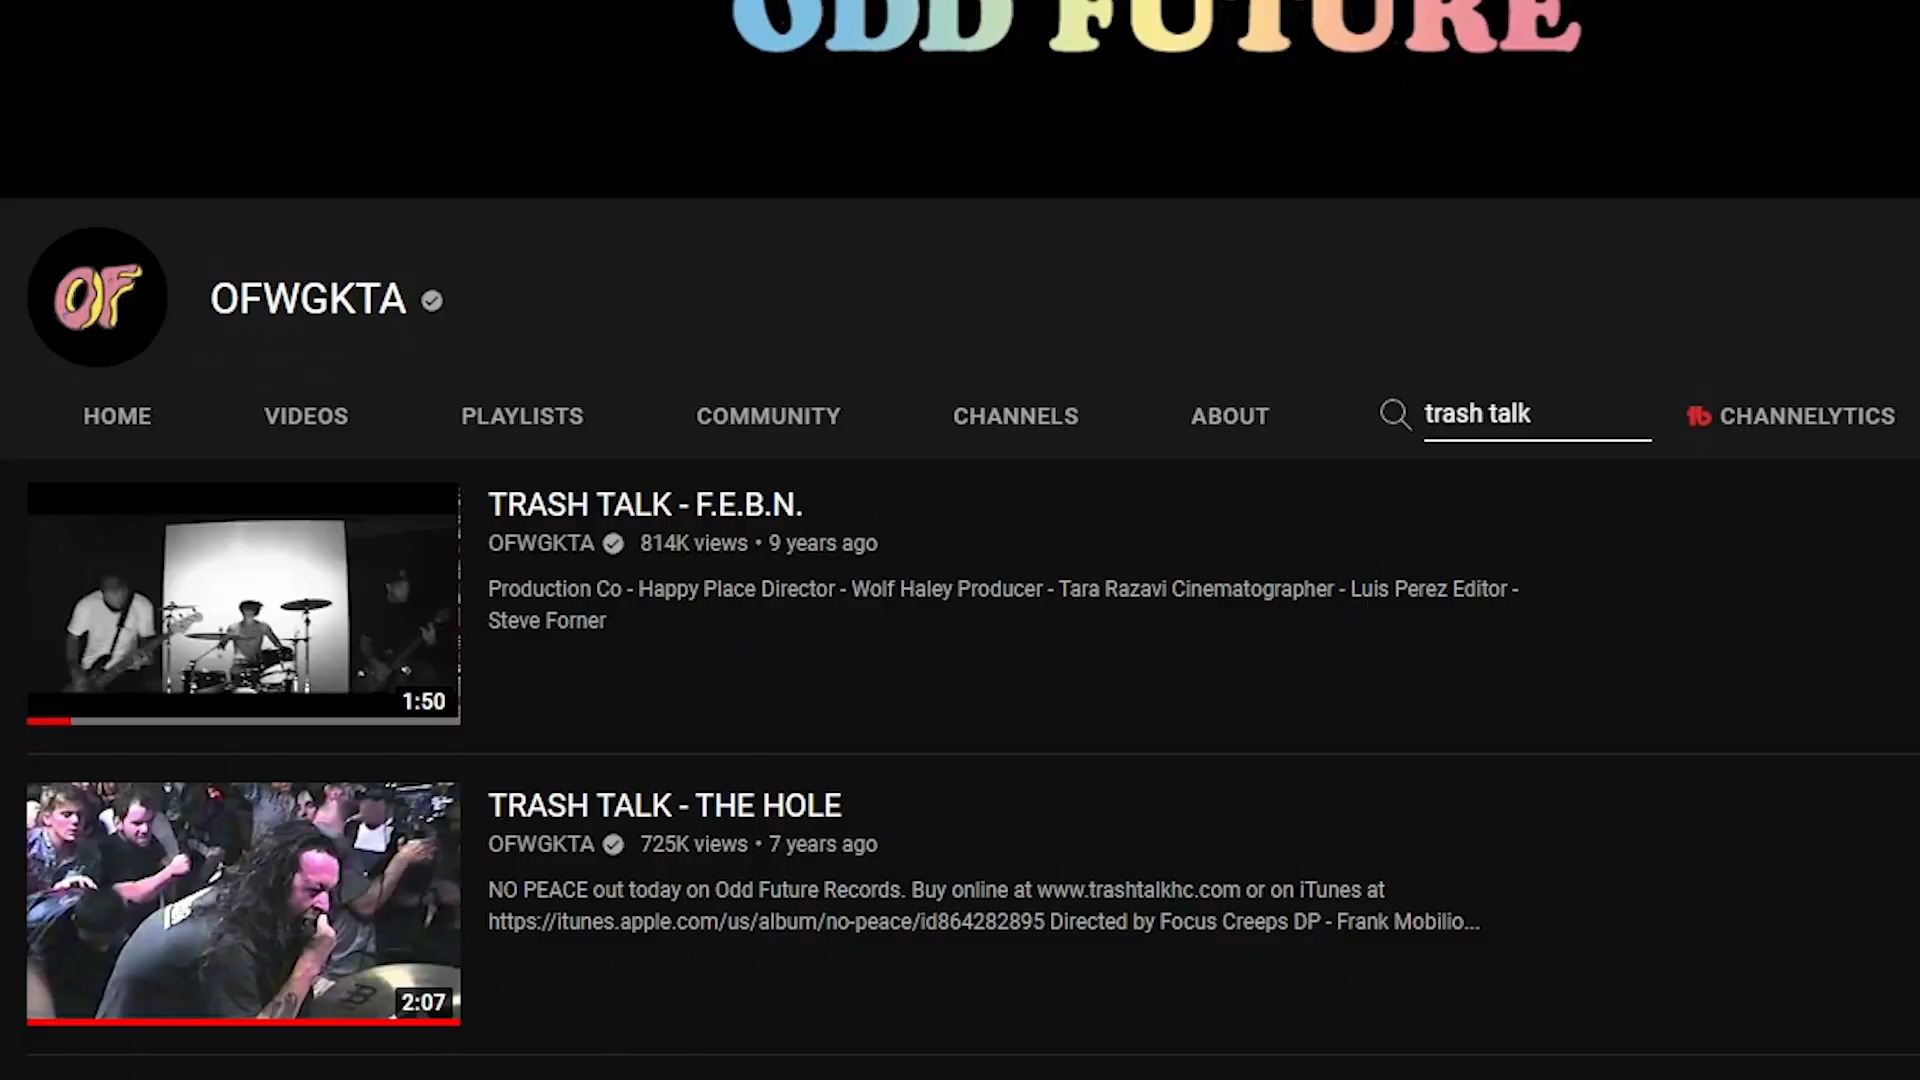 ODD FUTURE
OF
OFWGKTA
HOME VIDEOS PLAYLISTS COMMUNITY CHANNELS ABOUT trash talk CHANNELYTICS
TRASH TALK - F.E.B.N.
OFWGKTA 814K views • 9 years ago
Production Co - Happy Place Director - Wolf Haley Producer - Tara Razavi Cinematographer - Luis Perez Editor -
Steve Forner
1:50
TRASH TALK - THE HOLE
OFWGKTA 725K views • 7 years ago
NO PEACE out today on Odd Future Records. Buy online at www.trashtalkhc.com or on iTunes at
https://itunes.apple.com/us/album/no-peace/id864282895 Directed by Focus Creeps DP - Frank Mobilio...
2:07